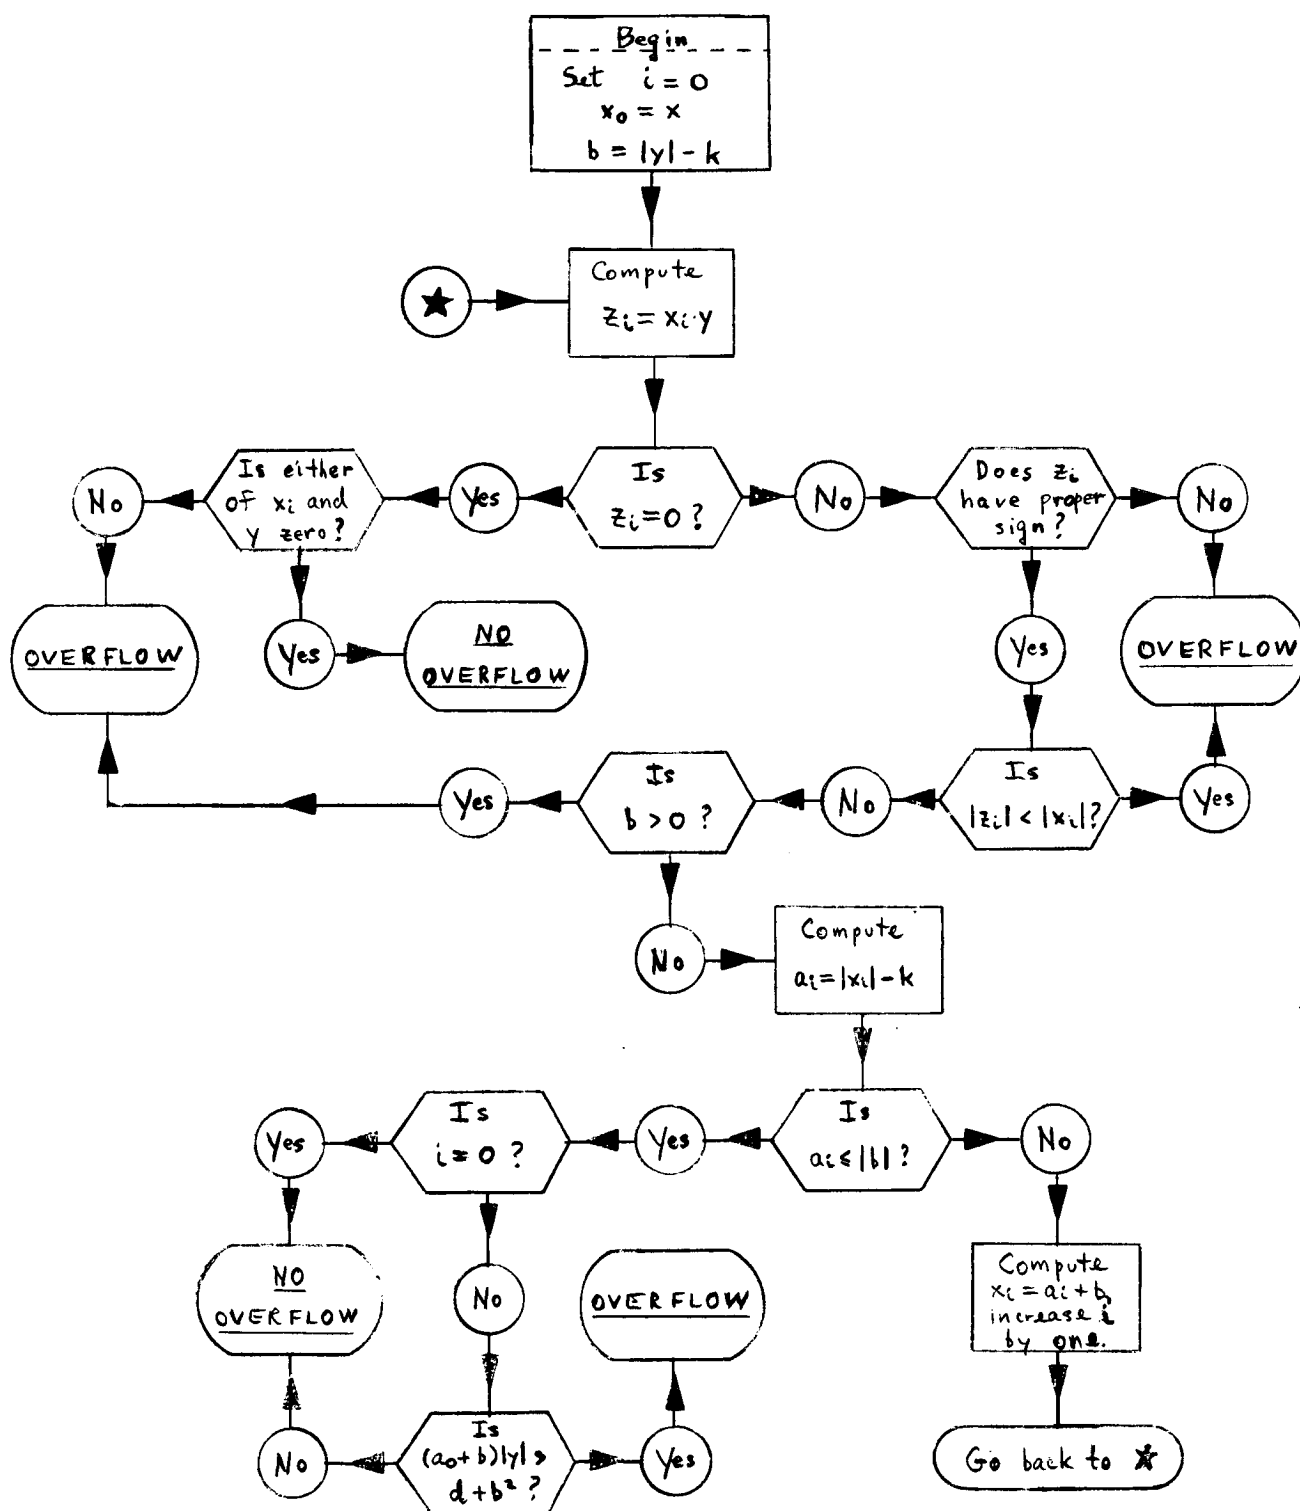 Begin
Set i = 0
x₀ = x
b = |y| - k
★
Compute
zᵢ = xᵢ·y
Is either
of xᵢ and
y zero?
No
Yes
Is
zᵢ = 0 ?
No
Does zᵢ
have proper
sign?
No
OVERFLOW
Yes
NO
OVERFLOW
Yes
OVERFLOW
Yes
Is
b > 0 ?
No
Is
|zᵢ| < |xᵢ|?
Yes
No
Compute
aᵢ = |xᵢ| - k
Yes
Is
i = 0 ?
Yes
Is
aᵢ ≤ |b| ?
No
NO
OVERFLOW
No
OVERFLOW
Compute
xᵢ = aᵢ + b,
increase i
by one.
No
Is
(a₀ + b)|y|
d + b² ?
Yes
Go back to ★